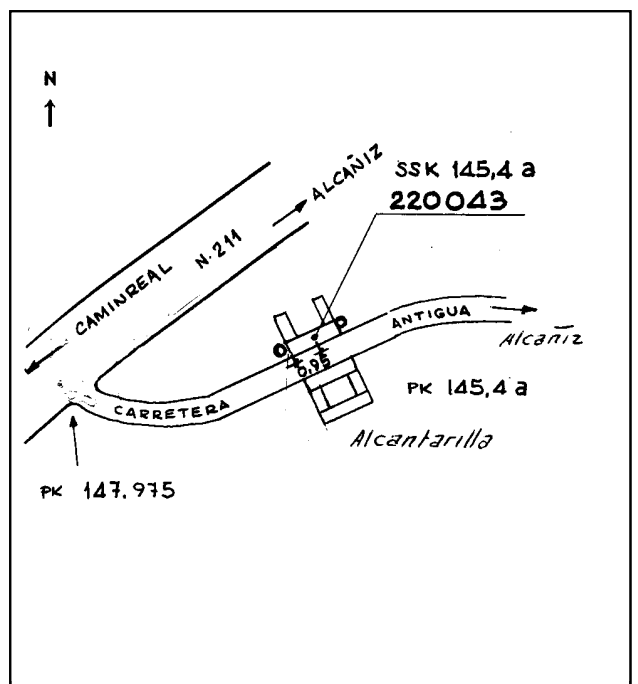 N
ALCAÑIZ
SSK 145,4 a
220043
CAMINREAL N-211
ANTIGUA
Alcañiz
0,95
PK 145,4 a
CARRETERA
Alcantarilla
PK 147.975